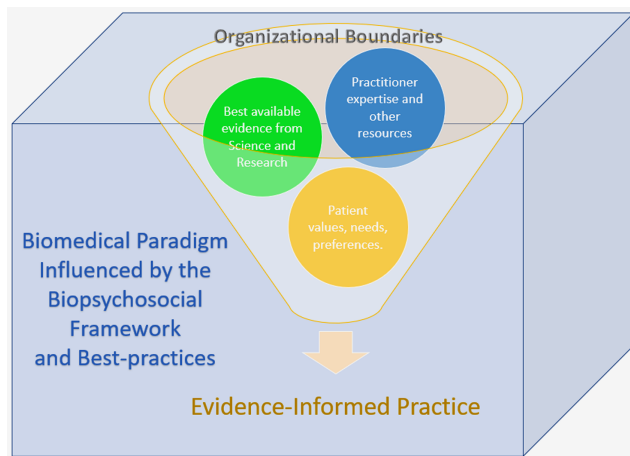 Organizational Boundaries
Practitioner
expertise and
other
resources
Best available
evidence from
Science and
Research
Patient
values, needs,
preferences.
Biomedical Paradigm
Influenced by the
Biopsychosocial
Framework
and Best-practices
Evidence-Informed Practice